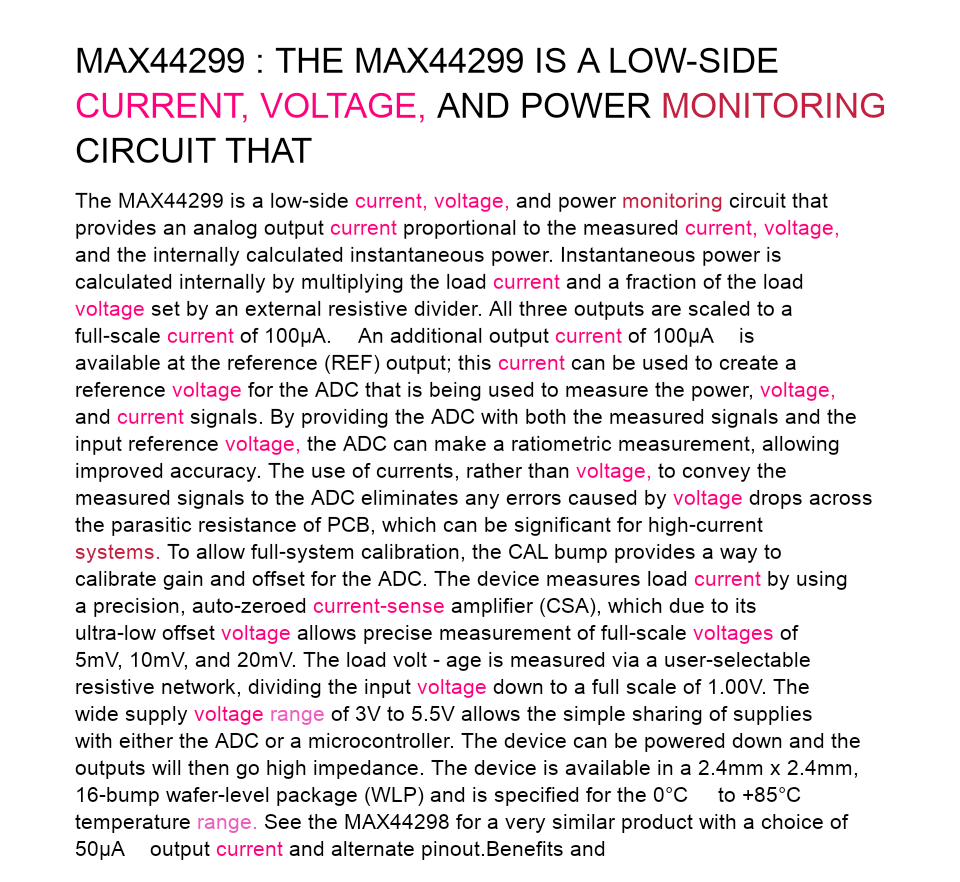 MAX44299 : THE MAX44299 IS A LOW-SIDE
CURRENT, VOLTAGE, AND POWER MONITORING
CIRCUIT THAT
The MAX44299 is a low-side current, voltage, and power monitoring circuit that
provides an analog output current proportional to the measured current, voltage,
and the internally calculated instantaneous power. Instantaneous power is
calculated internally by multiplying the load current and a fraction of the load
voltage set by an external resistive divider. All three outputs are scaled to a
full-scale current of 100µA. An additional output current of 100µA is
available at the reference (REF) output; this current can be used to create a
reference voltage for the ADC that is being used to measure the power, voltage,
and current signals. By providing the ADC with both the measured signals and the
input reference voltage, the ADC can make a ratiometric measurement, allowing
improved accuracy. The use of currents, rather than voltage, to convey the
measured signals to the ADC eliminates any errors caused by voltage drops across
the parasitic resistance of PCB, which can be significant for high-current
systems. To allow full-system calibration, the CAL bump provides a way to
calibrate gain and offset for the ADC. The device measures load current by using
a precision, auto-zeroed current-sense amplifier (CSA), which due to its
ultra-low offset voltage allows precise measurement of full-scale voltages of
5mV, 10mV, and 20mV. The load volt - age is measured via a user-selectable
resistive network, dividing the input voltage down to a full scale of 1.00V. The
wide supply voltage range of 3V to 5.5V allows the simple sharing of supplies
with either the ADC or a microcontroller. The device can be powered down and the
outputs will then go high impedance. The device is available in a 2.4mm x 2.4mm,
16-bump wafer-level package (WLP) and is specified for the 0°C to +85°C
temperature range. See the MAX44298 for a very similar product with a choice of
50µA output current and alternate pinout.Benefits and